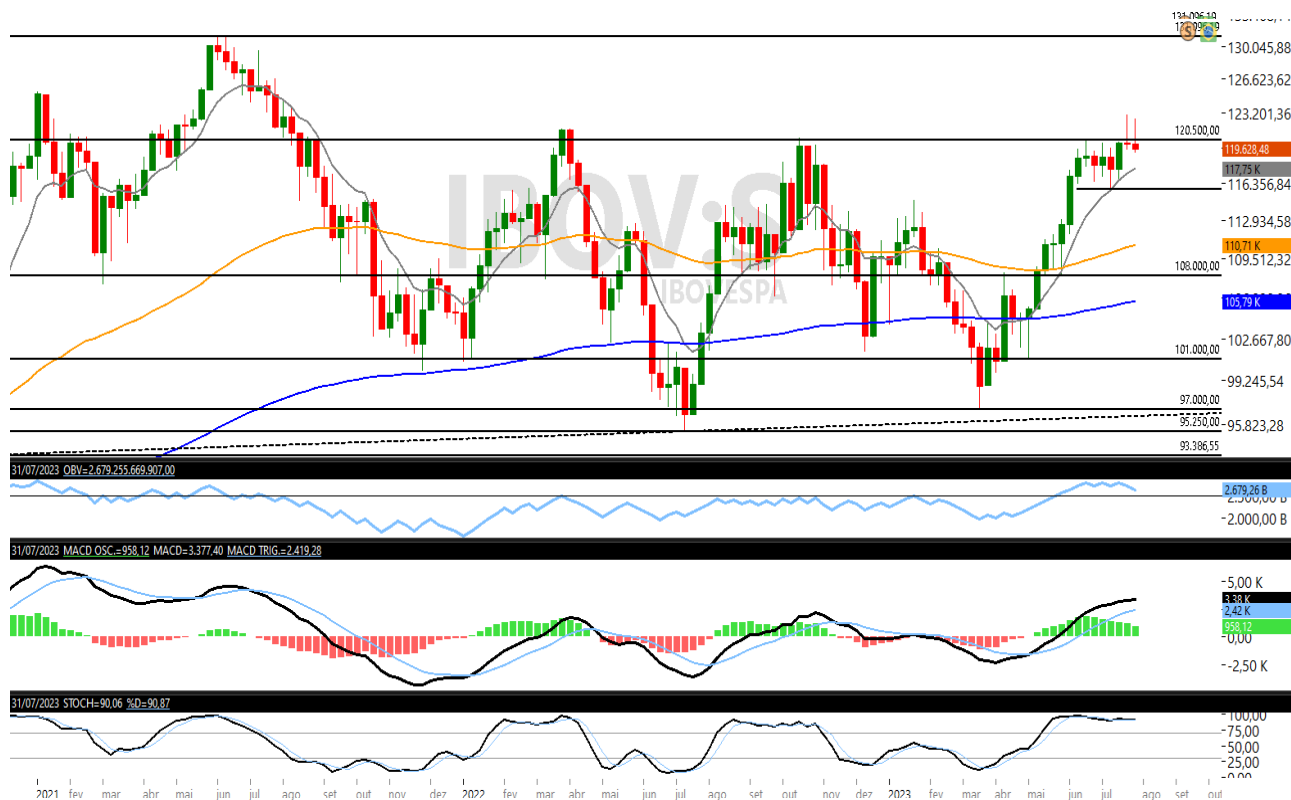 131.096,19
130.045,88
126.623,62
123.201,36
120.500,00
119.628,48
117,75 K
116.356,84
IBOV:S
IBOVESPA
112.934,58
110,71 K
109.512,32
108.000,00
105,79 K
102.667,80
101.000,00
99.245,54
97.000,00
95.250,00
95.823,28
93.386,55
31/07/2023 OBV=2.679.255.669.907,00
2.679,26 B
2.000,00 B
31/07/2023 MACD OSC.=958,12 MACD=3.377,40 MACD TRIG.=2.419,28
5,00 K
3,38 K
2,42 K
958,12
0,00
-2,50 K
31/07/2023 STOCH=90,06 %D=90,87
100,00
75,00
50,00
25,00
0,00
2021 fev mar abr mai jun jul ago set out nov dez 2022 fev mar abr mai jun jul ago set out nov dez 2023 fev mar abr mai jun jul ago set out